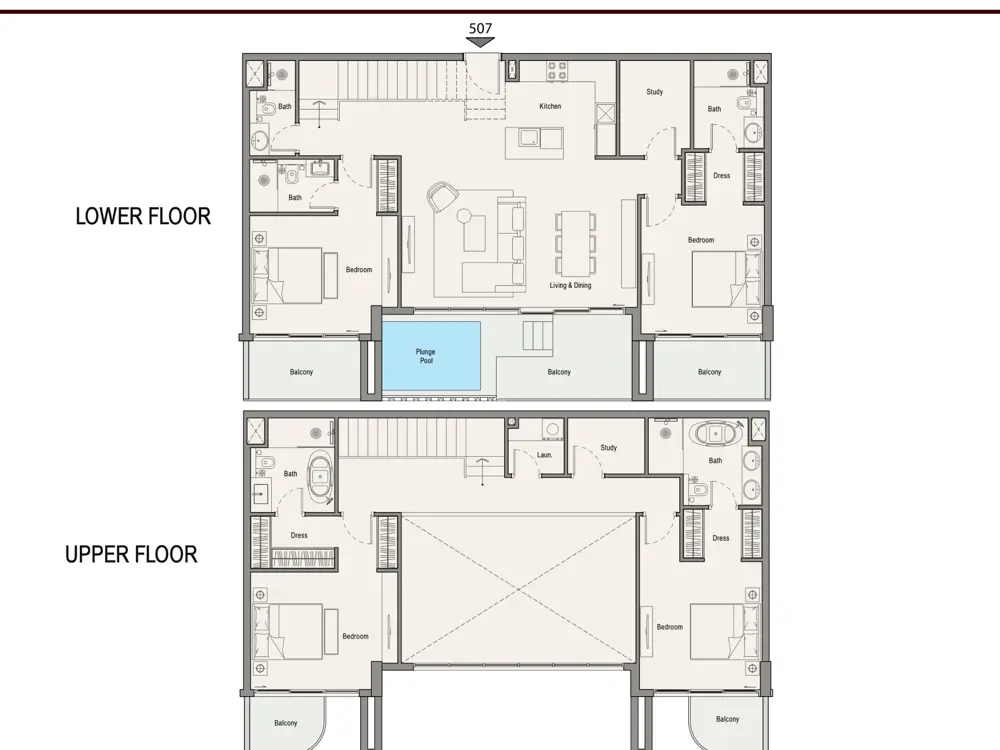 507
Bath
Kitchen
Study
Bath
Bath
Dress
LOWER FLOOR
Bedroom
Bedroom
Living & Dining
Plunge
Pool
Balcony
Balcony
Balcony
Bath
Laun.
Study
Bath
Dress
Dress
UPPER FLOOR
Bedroom
Bedroom
Balcony
Balcony